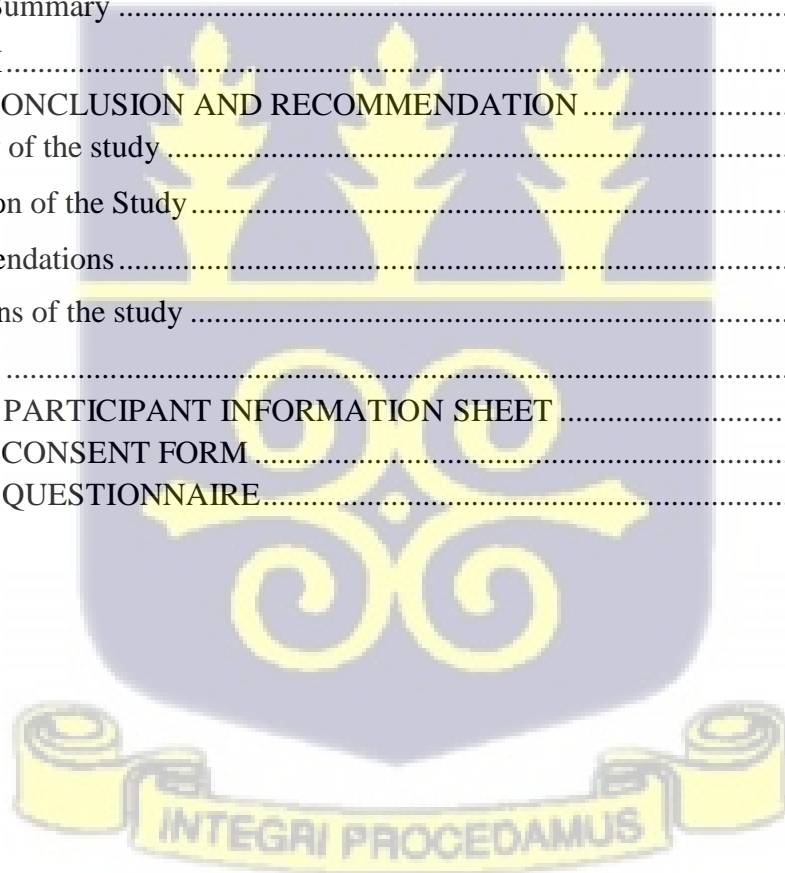 Summary ........................................................................................
........................................................................................................
ONCLUSION AND RECOMMENDATION ...........................
of the study ................................................................................
on of the Study ............................................................................
endations .....................................................................................
ns of the study ............................................................................
........................................................................................................
PARTICIPANT INFORMATION SHEET ..............................
CONSENT FORM .......................................................................
QUESTIONNAIRE .....................................................................
INTEGRI PROCEDAMUS